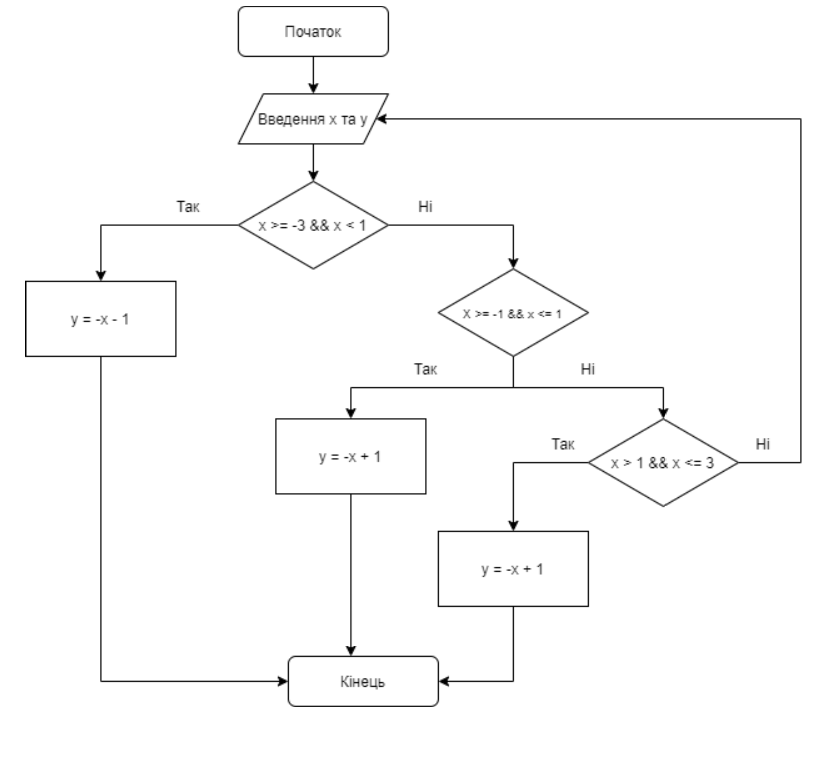 Початок
Введення x та y
Так
Ні
x >= -3 && x < 1
y = -x - 1
X >= -1 && x <= 1
Так
Ні
y = -x + 1
Так
Ні
x > 1 && x <= 3
y = -x + 1
Кінець